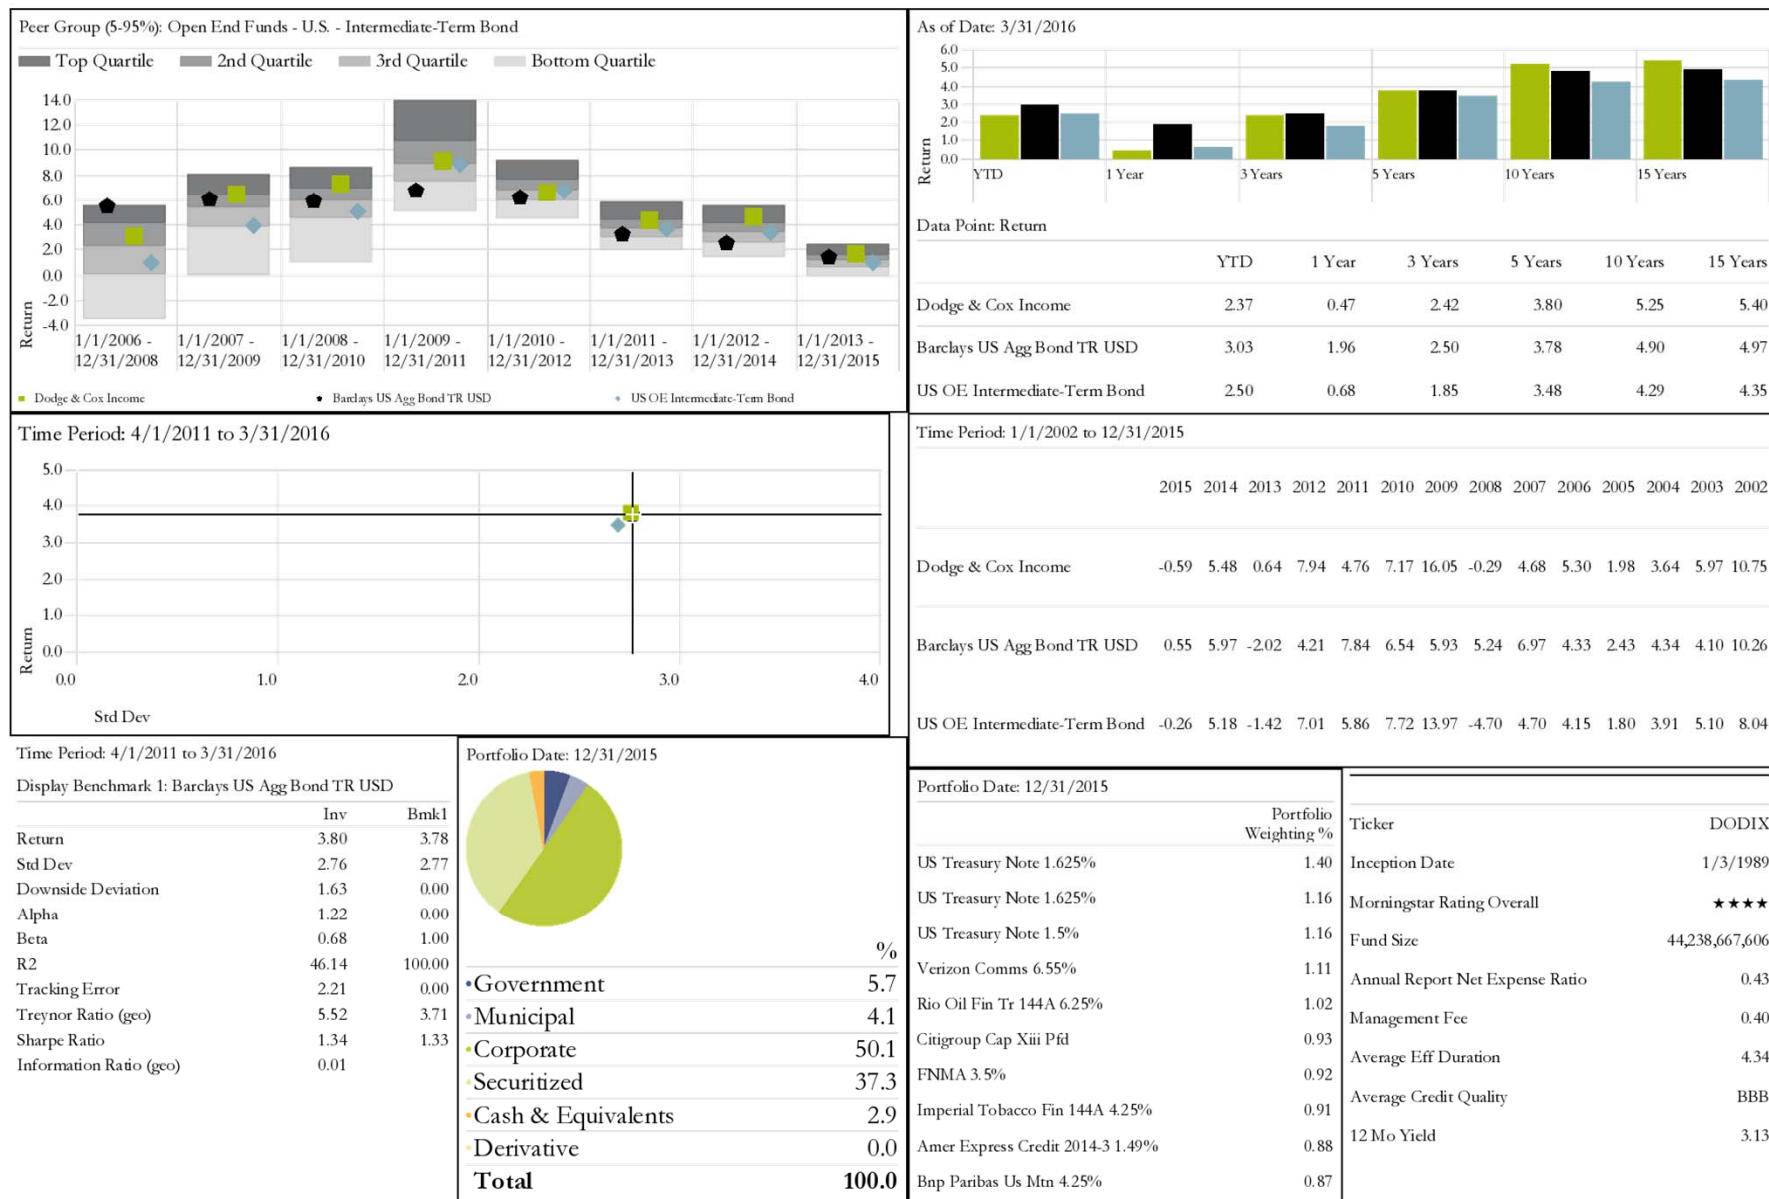 Peer Group (5-95%): Open End Funds - U.S. - Intermediate-Term Bond
Top Quartile 2nd Quartile 3rd Quartile Bottom Quartile
14.0
12.0
10.0
8.0
6.0
4.0
2.0
0.0
-2.0
-4.0
Return
1/1/2006 - 1/1/2007 - 1/1/2008 - 1/1/2009 - 1/1/2010 - 1/1/2011 - 1/1/2012 - 1/1/2013 -
12/31/2008 12/31/2009 12/31/2010 12/31/2011 12/31/2012 12/31/2013 12/31/2014 12/31/2015
Dodge & Cox Income Barclays US Agg Bond TR USD US OE Intermediate-Term Bond
As of Date: 3/31/2016
6.0
5.0
4.0
3.0
2.0
1.0
0.0
Return
YTD 1 Year 3 Years 5 Years 10 Years 15 Years
Data Point: Return
YTD 1 Year 3 Years 5 Years 10 Years 15 Years
Dodge & Cox Income 2.37 0.47 2.42 3.80 5.25 5.40
Barclays US Agg Bond TR USD 3.03 1.96 2.50 3.78 4.90 4.97
US OE Intermediate-Term Bond 2.50 0.68 1.85 3.48 4.29 4.35
Time Period: 4/1/2011 to 3/31/2016
5.0
4.0
3.0
2.0
1.0
0.0
Return
0.0 1.0 2.0 3.0 4.0
Std Dev
Time Period: 1/1/2002 to 12/31/2015
2015 2014 2013 2012 2011 2010 2009 2008 2007 2006 2005 2004 2003 2002
Dodge & Cox Income -0.59 5.48 0.64 7.94 4.76 7.17 16.05 -0.29 4.68 5.30 1.98 3.64 5.97 10.75
Barclays US Agg Bond TR USD 0.55 5.97 -2.02 4.21 7.84 6.54 5.93 5.24 6.97 4.33 2.43 4.34 4.10 10.26
US OE Intermediate-Term Bond -0.26 5.18 -1.42 7.01 5.86 7.72 13.97 -4.70 4.70 4.15 1.80 3.91 5.10 8.04
Time Period: 4/1/2011 to 3/31/2016
Display Benchmark 1: Barclays US Agg Bond TR USD
Inv Bmk1
Return 3.80 3.78
Std Dev 2.76 2.77
Downside Deviation 1.63 0.00
Alpha 1.22 0.00
Beta 0.68 1.00
R2 46.14 100.00
Tracking Error 2.21 0.00
Treynor Ratio (geo) 5.52 3.71
Sharpe Ratio 1.34 1.33
Information Ratio (geo) 0.01
Portfolio Date: 12/31/2015
%
Government 5.7
Municipal 4.1
Corporate 50.1
Securitized 37.3
Cash & Equivalents 2.9
Derivative 0.0
Total 100.0
Portfolio Date: 12/31/2015
Portfolio
Weighting %
US Treasury Note 1.625% 1.40
US Treasury Note 1.625% 1.16
US Treasury Note 1.5% 1.16
Verizon Comms 6.55% 1.11
Rio Oil Fin Tr 144A 6.25% 1.02
Citigroup Cap Xiii Pfd 0.93
FNMA 3.5% 0.92
Imperial Tobacco Fin 144A 4.25% 0.91
Amer Express Credit 2014-3 1.49% 0.88
Bnp Paribas Us Mtn 4.25% 0.87
Ticker DODIX
Inception Date 1/3/1989
Morningstar Rating Overall ★★★★
Fund Size 44,238,667,606
Annual Report Net Expense Ratio 0.43
Management Fee 0.40
Average Eff Duration 4.34
Average Credit Quality BBB
12 Mo Yield 3.13